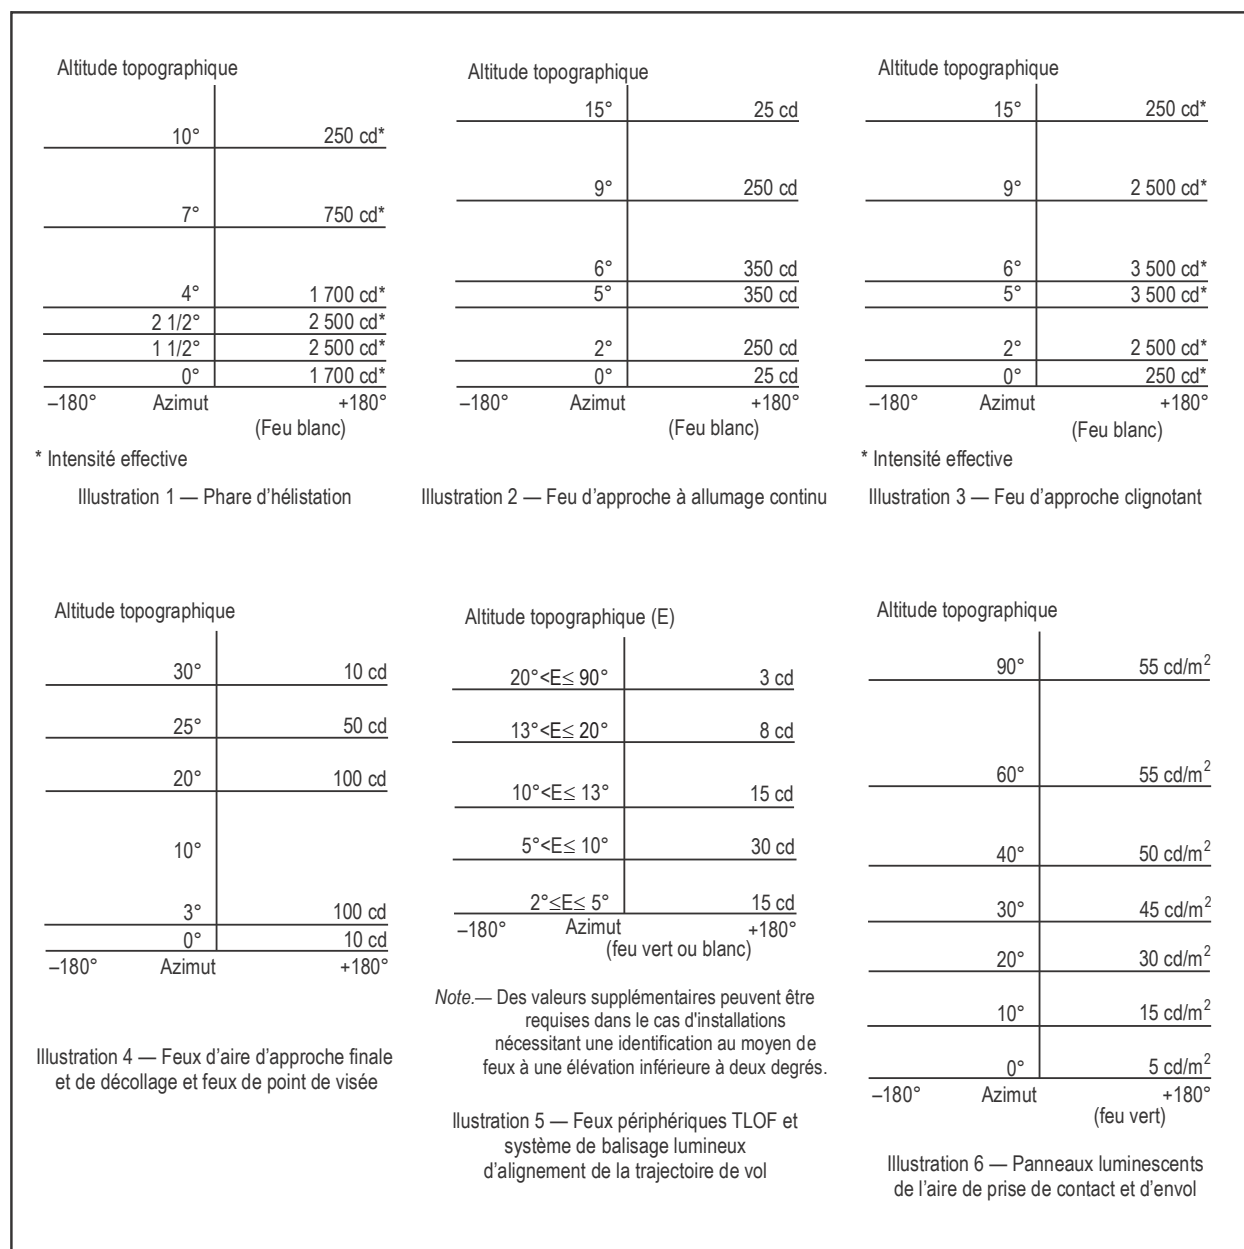 Altitude topographique
10° 250 cd*
7° 750 cd*
4° 1 700 cd*
2 1/2° 2 500 cd*
1 1/2° 2 500 cd*
0° 1 700 cd*
–180° Azimut +180°
(Feu blanc)
* Intensité effective
Illustration 1 — Phare d’hélistation
Altitude topographique
15° 25 cd
9° 250 cd
6° 350 cd
5° 350 cd
2° 250 cd
0° 25 cd
–180° Azimut +180°
(Feu blanc)
Illustration 2 — Feu d’approche à allumage continu
Altitude topographique
15° 250 cd*
9° 2 500 cd*
6° 3 500 cd*
5° 3 500 cd*
2° 2 500 cd*
0° 250 cd*
–180° Azimut +180°
(Feu blanc)
* Intensité effective
Illustration 3 — Feu d’approche clignotant
Altitude topographique
30° 10 cd
25° 50 cd
20° 100 cd
10°
3° 100 cd
0° 10 cd
–180° Azimut +180°
Illustration 4 — Feux d’aire d’approche finale
et de décollage et feux de point de visée
Altitude topographique (E)
20°<E≤ 90° 3 cd
13°<E≤ 20° 8 cd
10°<E≤ 13° 15 cd
5°<E≤ 10° 30 cd
2°≤E≤ 5° 15 cd
–180° Azimut +180°
(feu vert ou blanc)
Note.— Des valeurs supplémentaires peuvent être
requises dans le cas d'installations
nécessitant une identification au moyen de
feux à une élévation inférieure à deux degrés.
Ilustration 5 — Feux périphériques TLOF et
système de balisage lumineux
d’alignement de la trajectoire de vol
Altitude topographique
90° 55 cd/m²
60° 55 cd/m²
40° 50 cd/m²
30° 45 cd/m²
20° 30 cd/m²
10° 15 cd/m²
0° 5 cd/m²
–180° Azimut +180°
(feu vert)
Illustration 6 — Panneaux luminescents
de l’aire de prise de contact et d’envol